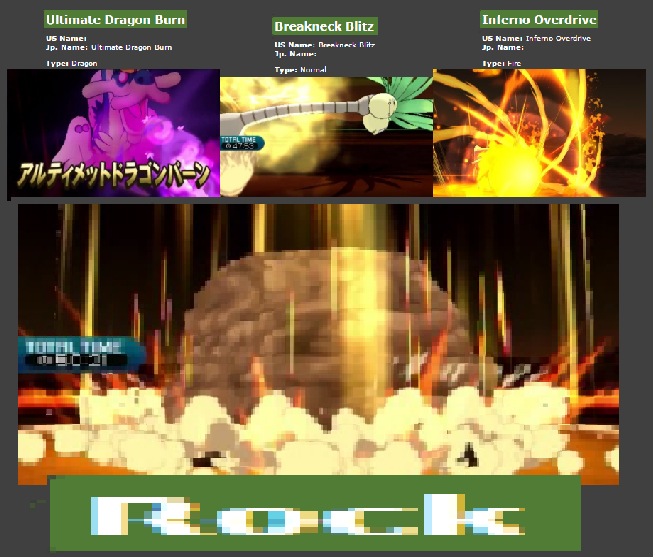 Ultimate Dragon Burn
US Name:
Jp. Name: Ultimate Dragon Burn
Type: Dragon
アルティメットドラゴンバーン
Breakneck Blitz
US Name: Breakneck Blitz
Jp. Name:
Type: Normal
TOTAL TIME
Inferno Overdrive
US Name: Inferno Overdrive
Jp. Name:
Type: Fire
TOTAL TIME
Rock